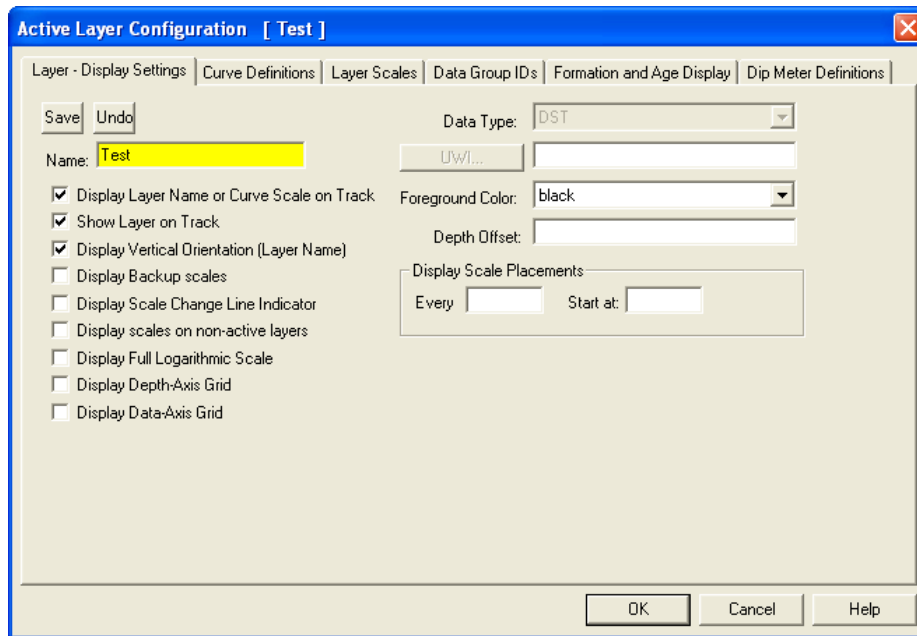 Active Layer Configuration [ Test ]
Layer - Display Settings Curve Definitions Layer Scales Data Group IDs Formation and Age Display Dip Meter Definitions
Save Undo
Name: Test
Display Layer Name or Curve Scale on Track
Show Layer on Track
Display Vertical Orientation (Layer Name)
Display Backup scales
Display Scale Change Line Indicator
Display scales on non-active layers
Display Full Logarithmic Scale
Display Depth-Axis Grid
Display Data-Axis Grid
Data Type: DST
UWI...
Foreground Color: black
Depth Offset:
Display Scale Placements
Every Start at:
OK Cancel Help